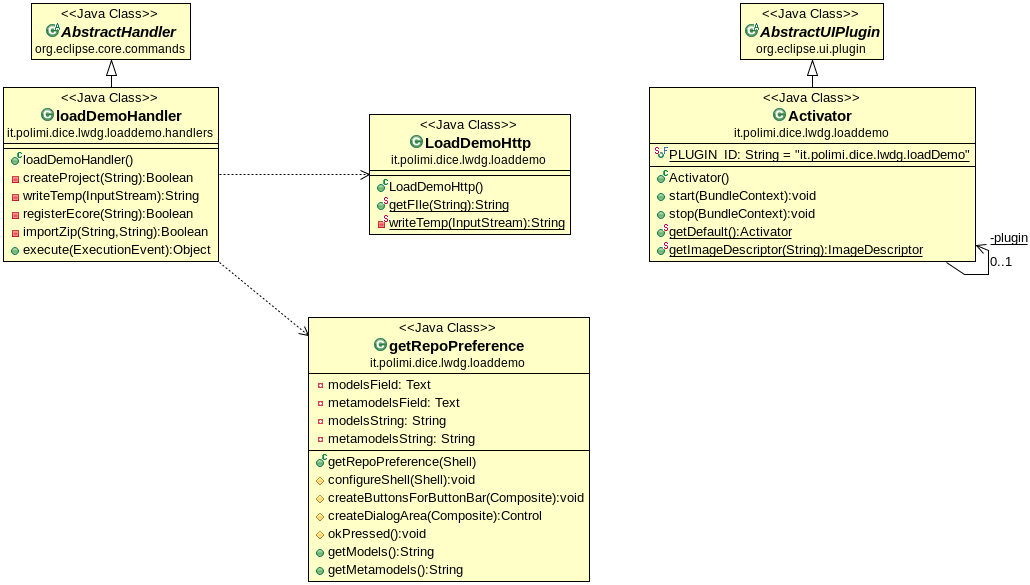 <<Java Class>>
AbstractHandler
org.eclipse.core.commands
<<Java Class>>
AbstractUIPlugin
org.eclipse.ui.plugin
<<Java Class>>
loadDemoHandler
it.polimi.dice.lwdg.loaddemo.handlers
loadDemoHandler()
createProject(String):Boolean
writeTemp(InputStream):String
registerEcore(String):Boolean
importZip(String,String):Boolean
execute(ExecutionEvent):Object
<<Java Class>>
LoadDemoHttp
it.polimi.dice.lwdg.loaddemo
LoadDemoHttp()
getFIle(String):String
writeTemp(InputStream):String
<<Java Class>>
Activator
it.polimi.dice.lwdg.loaddemo
PLUGIN_ID: String = "it.polimi.dice.lwdg.loadDemo"
Activator()
start(BundleContext):void
stop(BundleContext):void
getDefault():Activator
getImageDescriptor(String):ImageDescriptor
-plugin
0..1
<<Java Class>>
getRepoPreference
it.polimi.dice.lwdg.loaddemo
modelsField: Text
metamodelsField: Text
modelsString: String
metamodelsString: String
getRepoPreference(Shell)
configureShell(Shell):void
createButtonsForButtonBar(Composite):void
createDialogArea(Composite):Control
okPressed():void
getModels():String
getMetamodels():String